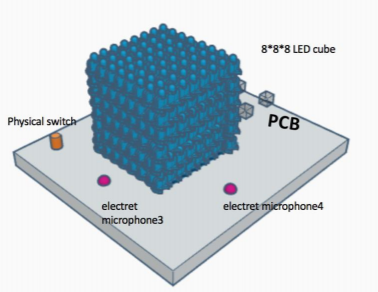 8*8*8 LED cube
Physical switch
PCB
electret
microphone3
electret microphone4